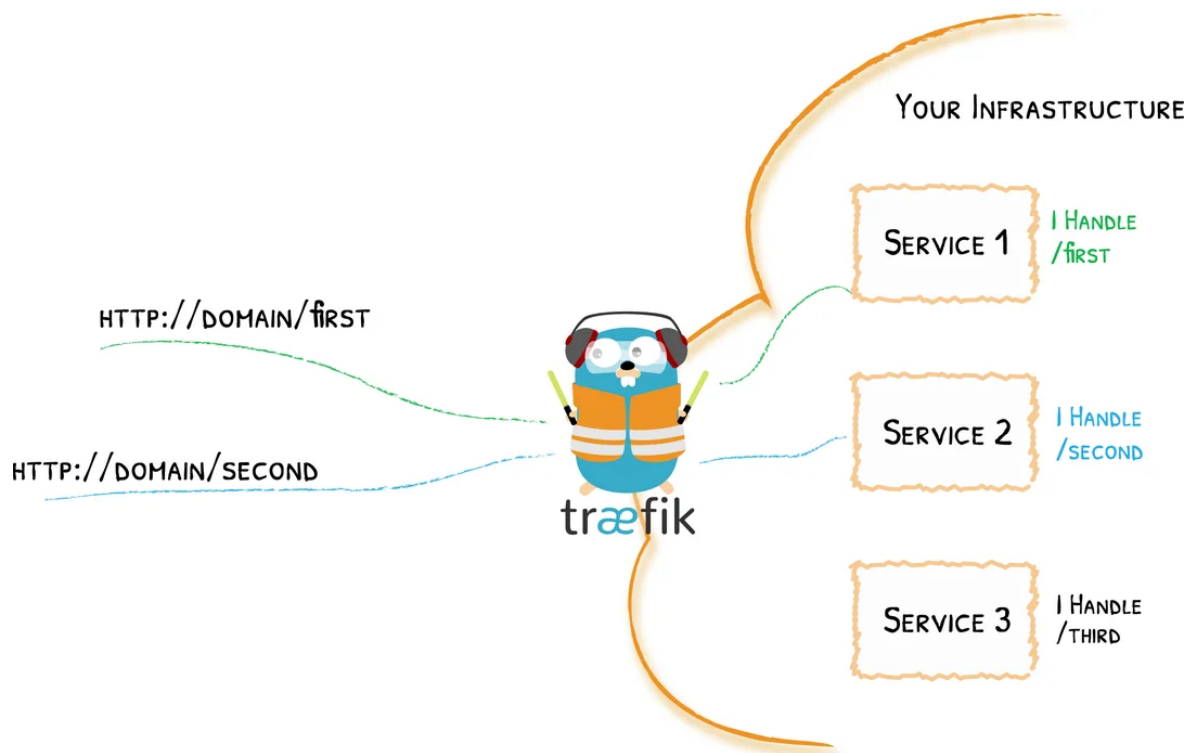 Your Infrastructure
Service 1
I Handle
/first
http://domain/first
Service 2
I Handle
/second
http://domain/second
træfik
Service 3
I Handle
/third